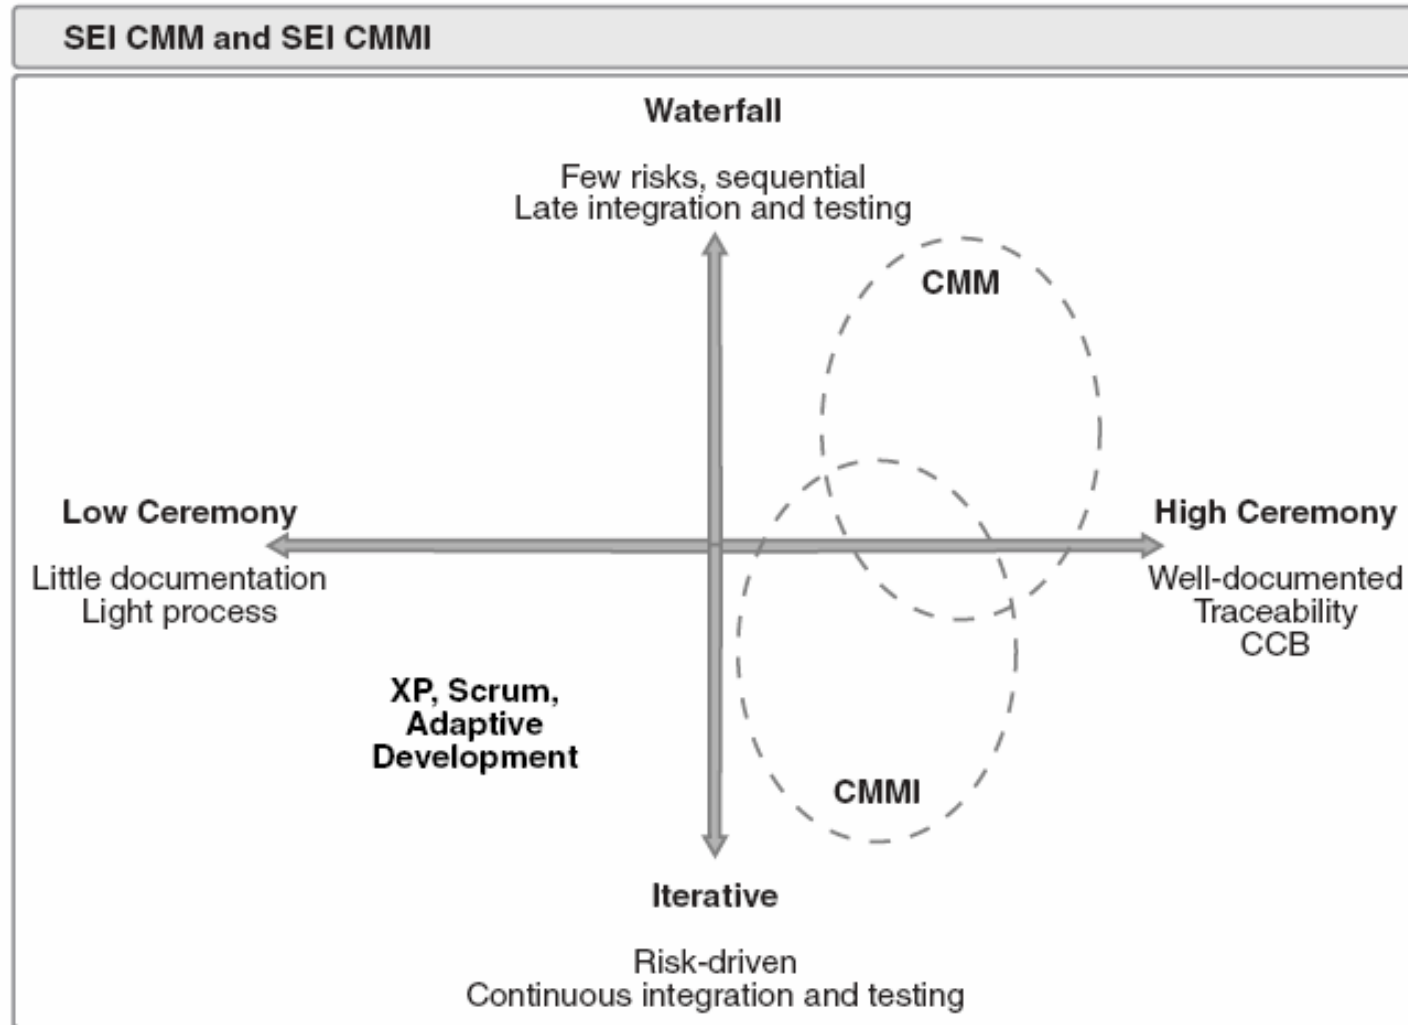 SEI CMM and SEI CMMI
Waterfall
Few risks, sequential
Late integration and testing
CMM
Low Ceremony
High Ceremony
Little documentation
Light process
Well-documented
Traceability
CCB
XP, Scrum,
Adaptive
Development
CMMI
Iterative
Risk-driven
Continuous integration and testing